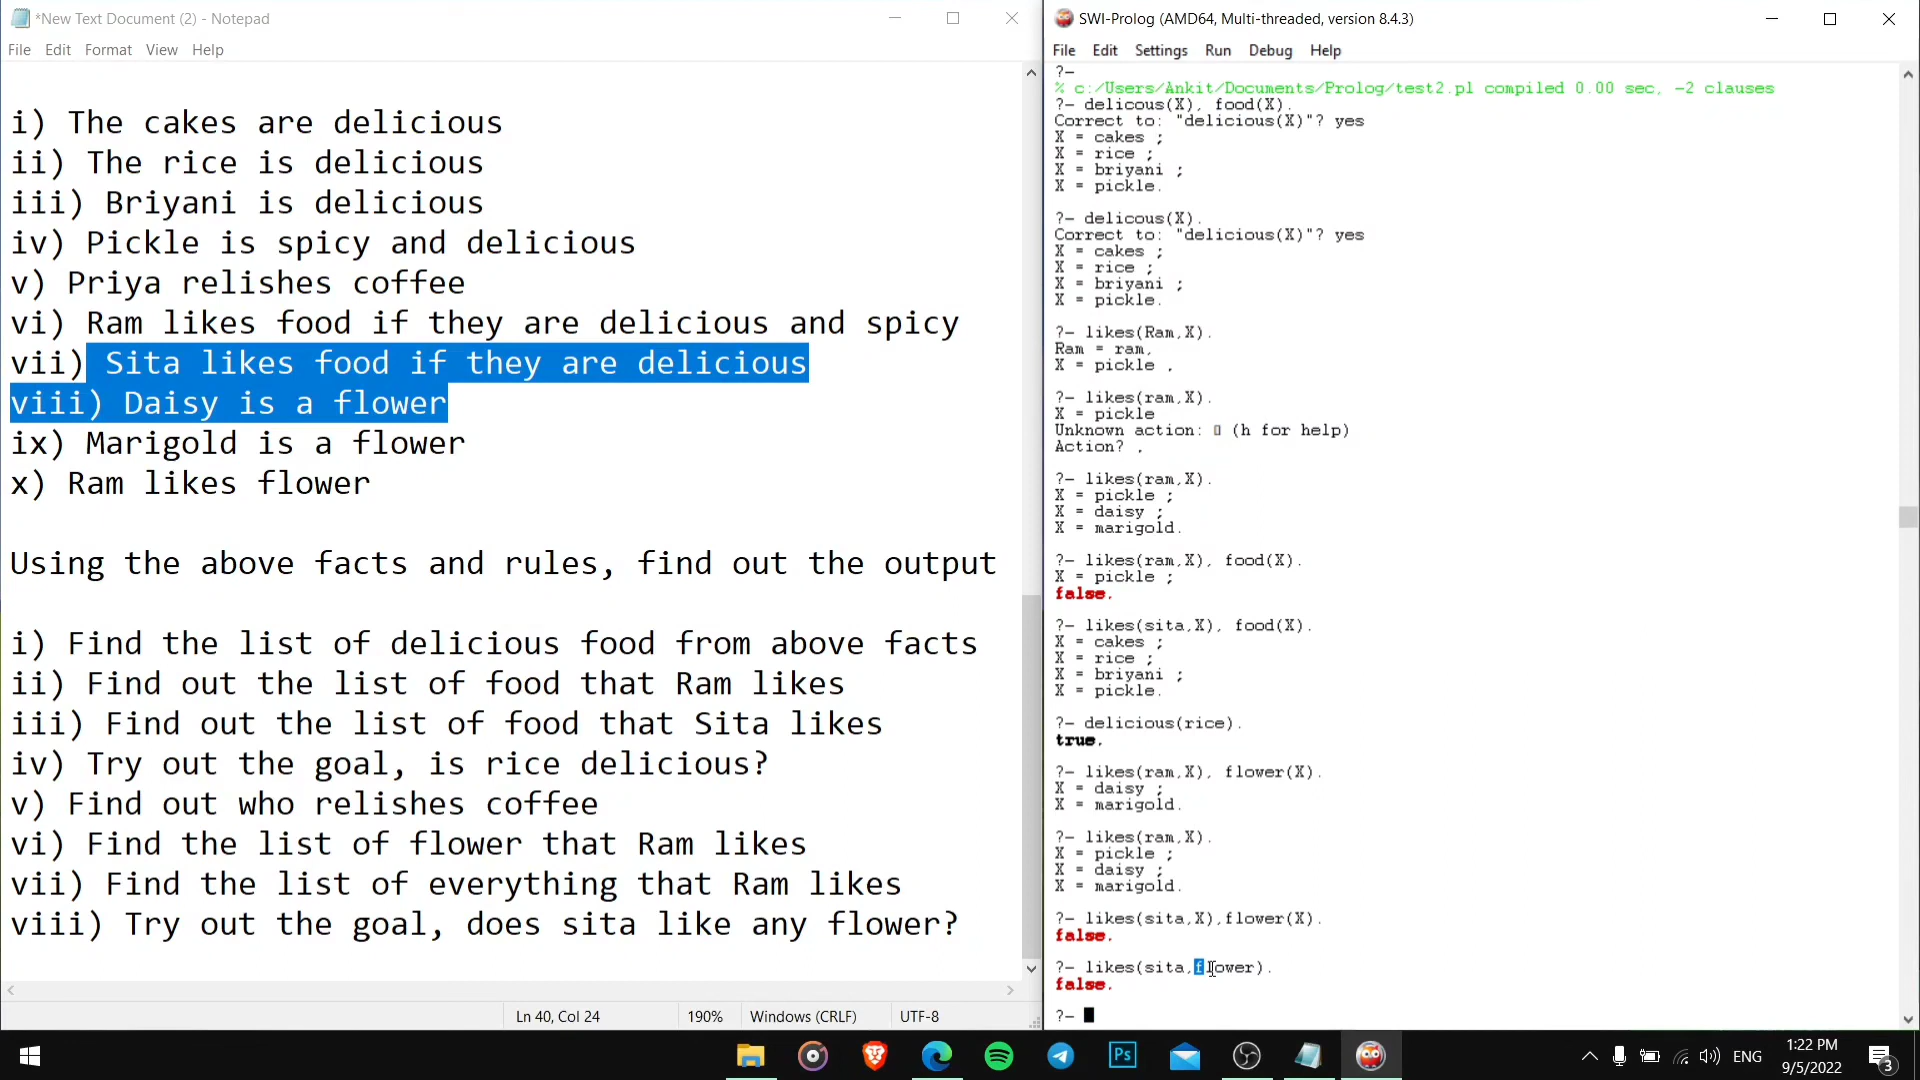 *New Text Document (2) - Notepad
File Edit Format View Help
i) The cakes are delicious
ii) The rice is delicious
iii) Briyani is delicious
iv) Pickle is spicy and delicious
v) Priya relishes coffee
vi) Ram likes food if they are delicious and spicy
vii) Sita likes food if they are delicious
viii) Daisy is a flower
ix) Marigold is a flower
x) Ram likes flower
Using the above facts and rules, find out the output
i) Find the list of delicious food from above facts
ii) Find out the list of food that Ram likes
iii) Find out the list of food that Sita likes
iv) Try out the goal, is rice delicious?
v) Find out who relishes coffee
vi) Find the list of flower that Ram likes
vii) Find the list of everything that Ram likes
viii) Try out the goal, does sita like any flower?
Ln 40, Col 24 190% Windows (CRLF) UTF-8
SWI-Prolog (AMD64, Multi-threaded, version 8.4.3)
File Edit Settings Run Debug Help
?-
% c:/Users/Ankit/Documents/Prolog/test2.pl compiled 0.00 sec, -2 clauses
?- delicous(X), food(X).
Correct to: "delicious(X)"? yes
X = cakes ;
X = rice ;
X = briyani ;
X = pickle.
?- delicous(X).
Correct to: "delicious(X)"? yes
X = cakes ;
X = rice ;
X = briyani ;
X = pickle.
?- likes(Ram,X).
Ram = ram,
X = pickle ,
?- likes(ram,X).
X = pickle
Unknown action: ▯ (h for help)
Action? ,
?- likes(ram,X).
X = pickle ;
X = daisy ;
X = marigold.
?- likes(ram,X), food(X).
X = pickle ;
false.
?- likes(sita,X), food(X).
X = cakes ;
X = rice ;
X = briyani ;
X = pickle.
?- delicious(rice).
true.
?- likes(ram,X), flower(X).
X = daisy ;
X = marigold.
?- likes(ram,X).
X = pickle ;
X = daisy ;
X = marigold.
?- likes(sita,X),flower(X).
false.
?- likes(sita,flower).
false.
?-
Ps
ENG
1:22 PM
9/5/2022
3